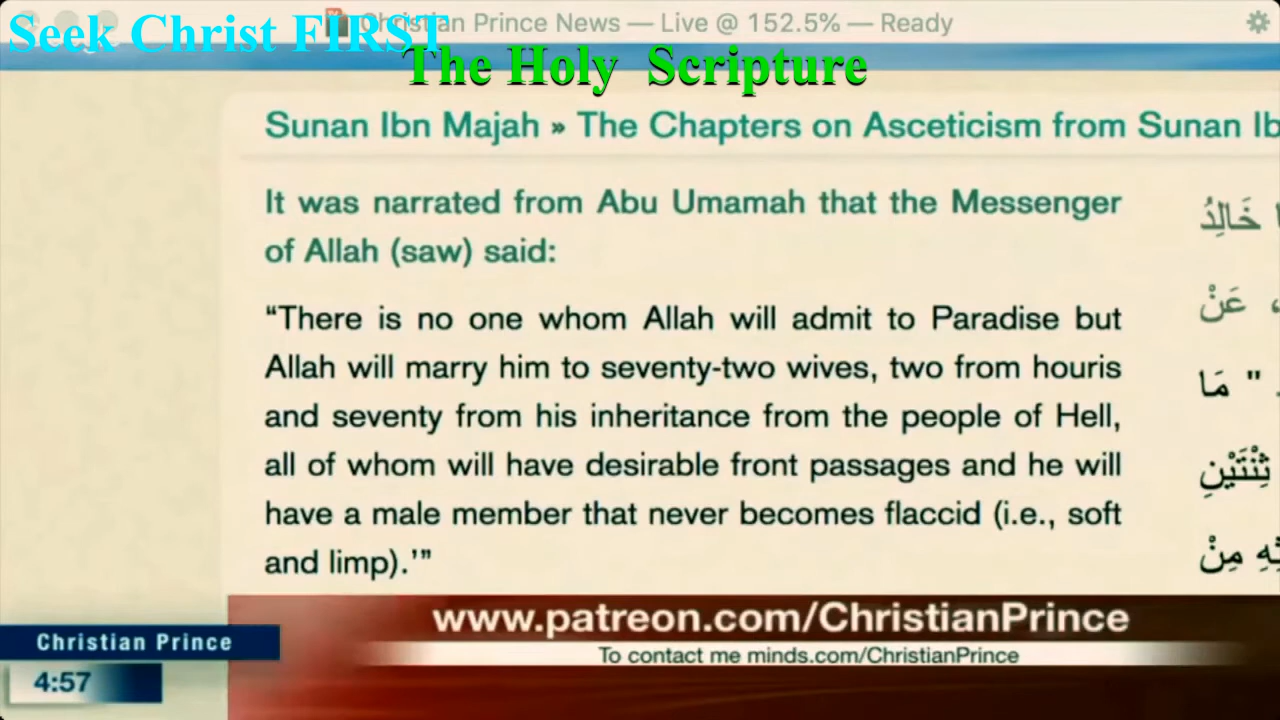 Christian Prince News — Live @ 152.5% — Ready
Seek Christ FIRST
The Holy Scripture
Sunan Ibn Majah » The Chapters on Asceticism from Sunan Ib
It was narrated from Abu Umamah that the Messenger
of Allah (saw) said:
“There is no one whom Allah will admit to Paradise but
Allah will marry him to seventy-two wives, two from houris
and seventy from his inheritance from the people of Hell,
all of whom will have desirable front passages and he will
have a male member that never becomes flaccid (i.e., soft
and limp).’”
خَالِدُ
، عَنْ
" مَا
ثِنْتَيْنِ
مِنْ
www.patreon.com/ChristianPrince
To contact me minds.com/ChristianPrince
Christian Prince
4:57